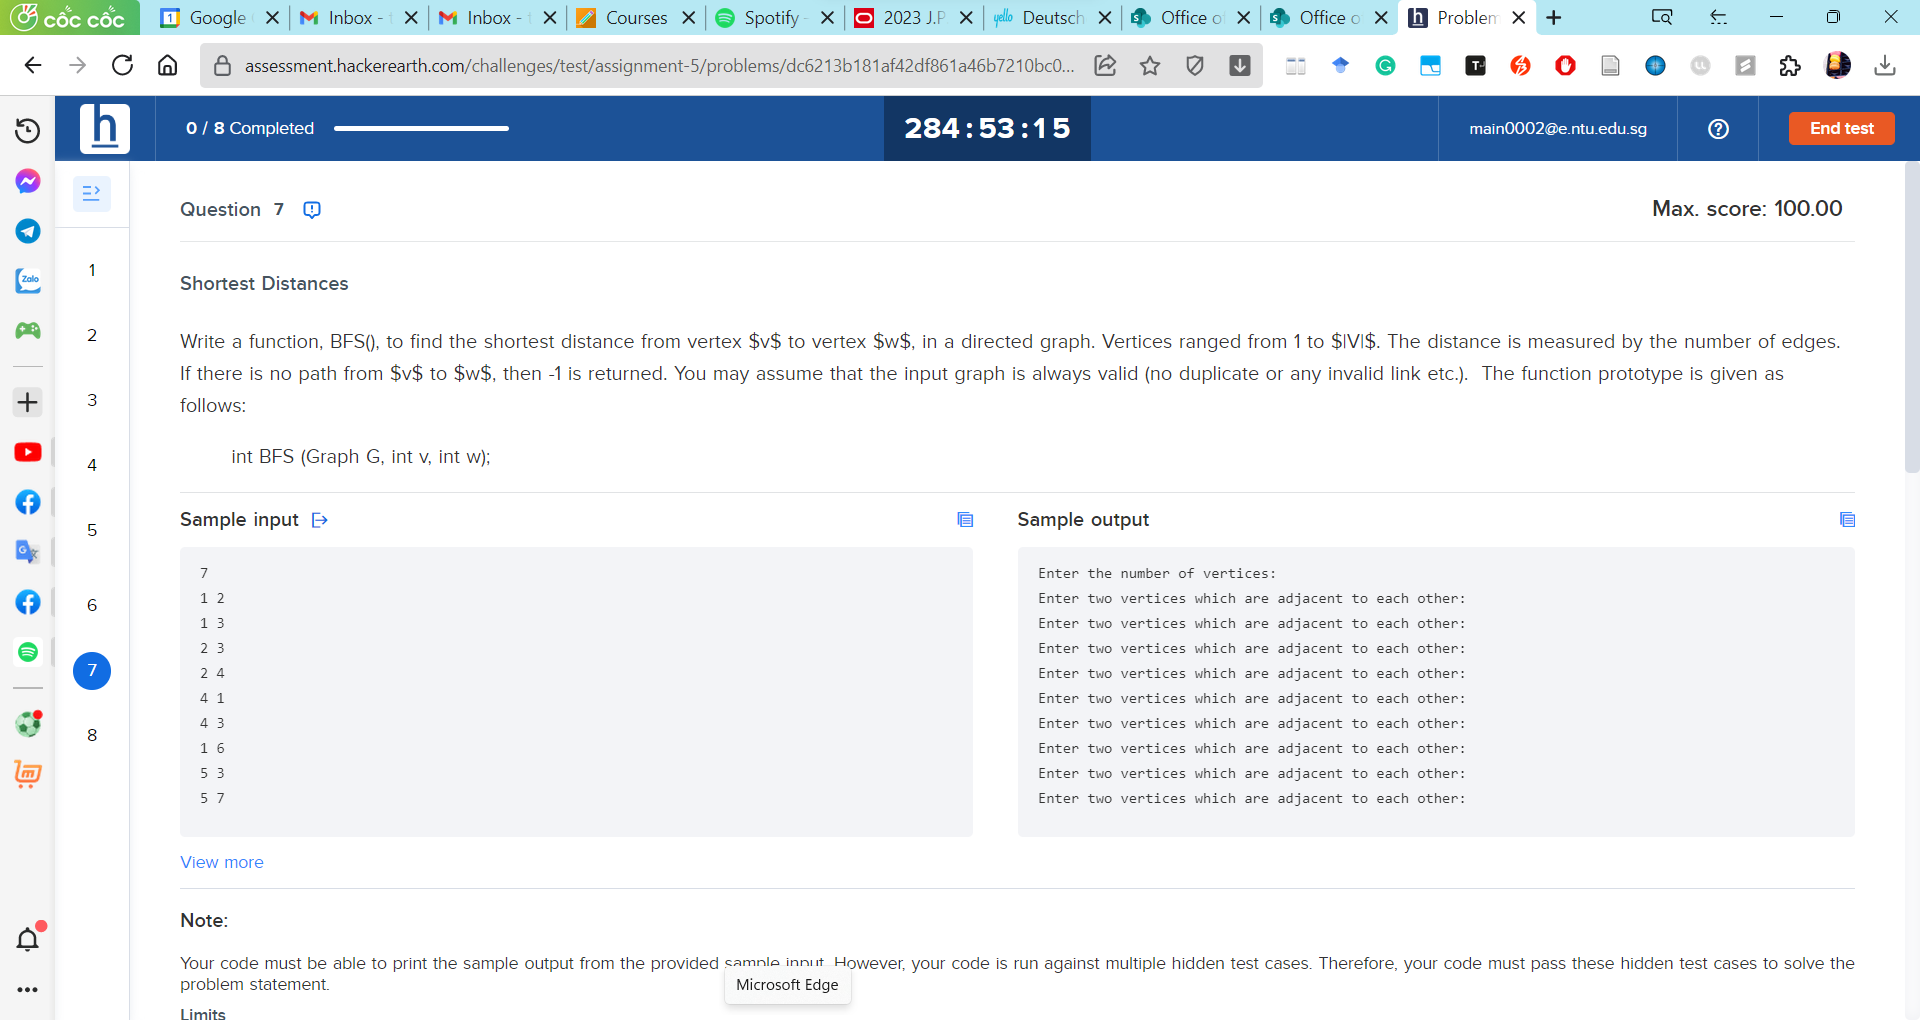 cốc cốc
Google
Inbox -
Inbox -
Courses
Spotify -
2023 J.P
yello Deutsch
Office o
Office o
Problem
assessment.hackerearth.com/challenges/test/assignment-5/problems/dc6213b181af42df861a46b7210bc0...
0 / 8 Completed
284:53:15
main0002@e.ntu.edu.sg
End test
Zalo
1
2
3
4
5
6
7
8
Question 7
Max. score: 100.00
Shortest Distances
Write a function, BFS(), to find the shortest distance from vertex $v$ to vertex $w$, in a directed graph. Vertices ranged from 1 to $|V|$. The distance is measured by the number of edges.
If there is no path from $v$ to $w$, then -1 is returned. You may assume that the input graph is always valid (no duplicate or any invalid link etc.). The function prototype is given as
follows:
int BFS (Graph G, int v, int w);
Sample input
7
1 2
1 3
2 3
2 4
4 1
4 3
1 6
5 3
5 7
Sample output
Enter the number of vertices:
Enter two vertices which are adjacent to each other:
Enter two vertices which are adjacent to each other:
Enter two vertices which are adjacent to each other:
Enter two vertices which are adjacent to each other:
Enter two vertices which are adjacent to each other:
Enter two vertices which are adjacent to each other:
Enter two vertices which are adjacent to each other:
Enter two vertices which are adjacent to each other:
Enter two vertices which are adjacent to each other:
View more
Note:
Your code must be able to print the sample output from the provided sample input. However, your code is run against multiple hidden test cases. Therefore, your code must pass these hidden test cases to solve the
problem statement.
Microsoft Edge
Limits